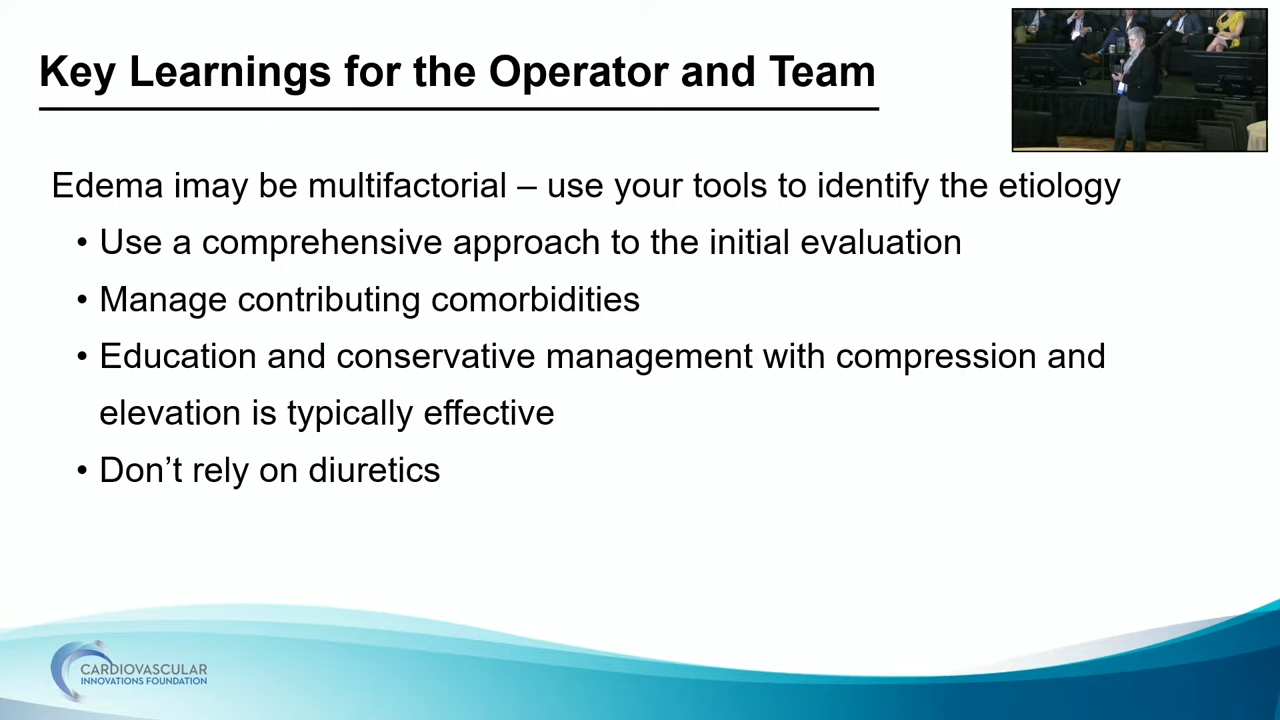 Key Learnings for the Operator and Team
Edema imay be multifactorial – use your tools to identify the etiology
• Use a comprehensive approach to the initial evaluation
• Manage contributing comorbidities
• Education and conservative management with compression and
elevation is typically effective
• Don’t rely on diuretics
CARDIOVASCULAR
INNOVATIONS FOUNDATION